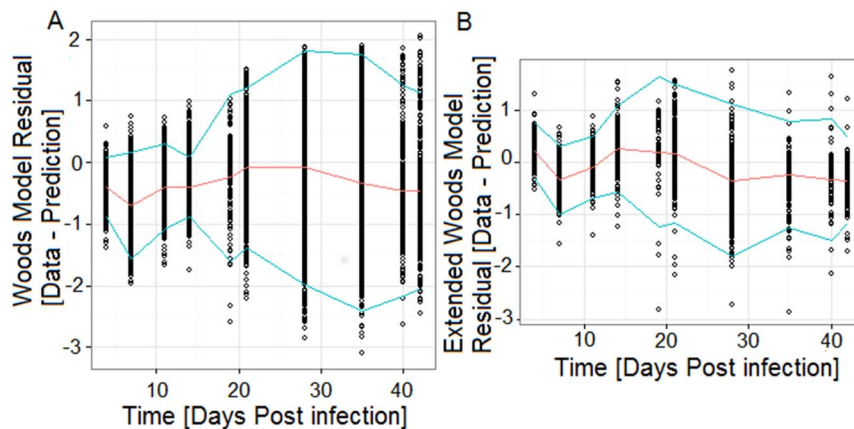 A
Woods Model Residual
[Data - Prediction]
2
1
0
-1
-2
-3
10
20
30
40
Time [Days Post infection]
B
Extended Woods Model
Residual [Data - Prediction]
1
0
-1
-2
-3
0
10
20
30
40
Time [Days Post infection]